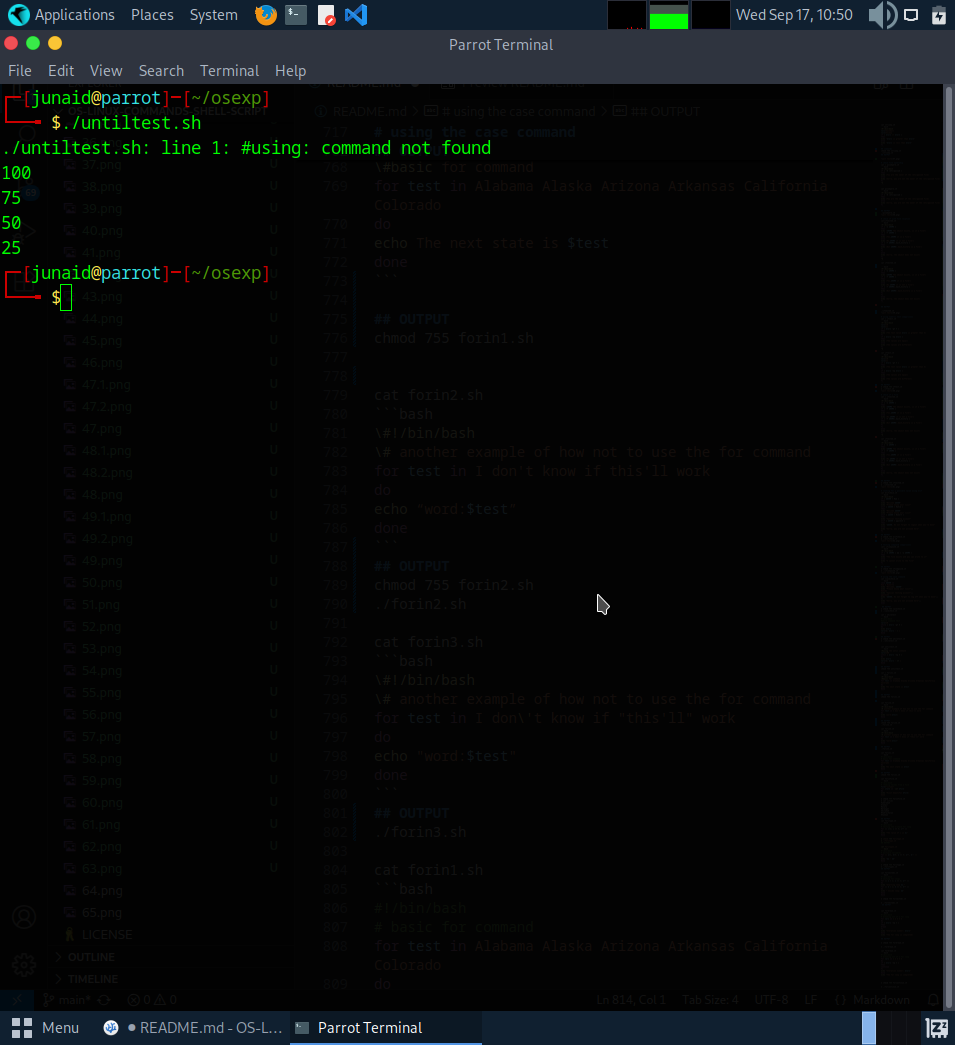 Applications Places System Wed Sep 17, 10:50
Parrot Terminal
File Edit View Search Terminal Help
[junaid@parrot]─[~/osexp]
$./untiltest.sh
./untiltest.sh: line 1: #using: command not found
100
75
50
25
[junaid@parrot]─[~/osexp]
$
README.md
OS-LINUX-COMMANDS-SHELL-SCRIPT
README.md > # using the case command > ## OUTPUT
# using the case command
37.png U
38.png U
39.png U
40.png U
41.png U
43.png U
44.png U
45.png U
46.png U
47.1.png U
47.2.png U
47.png U
48.1.png U
48.2.png U
48.png U
49.1.png U
49.2.png U
49.png U
50.png U
51.png U
52.png U
53.png U
54.png U
55.png U
56.png U
57.png U
58.png U
59.png U
60.png U
61.png U
62.png U
63.png U
64.png
65.png
LICENSE
OUTLINE
TIMELINE
768 \#basic for command
769 for test in Alabama Alaska Arizona Arkansas California
Colorado
770 do
771 echo The next state is $test
772 done
773 ```
774
775 ## OUTPUT
776 chmod 755 forin1.sh
777
778
779 cat forin2.sh
780 ```bash
781 \#!/bin/bash
782 \# another example of how not to use the for command
783 for test in I don't know if this'll work
784 do
785 echo "word:$test"
786 done
787 ```
788 ## OUTPUT
789 chmod 755 forin2.sh
790 ./forin2.sh
791
792 cat forin3.sh
793 ```bash
794 \#!/bin/bash
795 \# another example of how not to use the for command
796 for test in I don\'t know if "this'll" work
797 do
798 echo "word:$test"
799 done
800 ```
801 ## OUTPUT
802 ./forin3.sh
803
804 cat forin1.sh
805 ```bash
806 #!/bin/bash
807 # basic for command
808 for test in Alabama Alaska Arizona Arkansas California
Colorado
809 do
main* 0 0 Ln 814, Col 1 Tab Size: 4 UTF-8 LF {} Markdown
Menu ● README.md - OS-L... Parrot Terminal